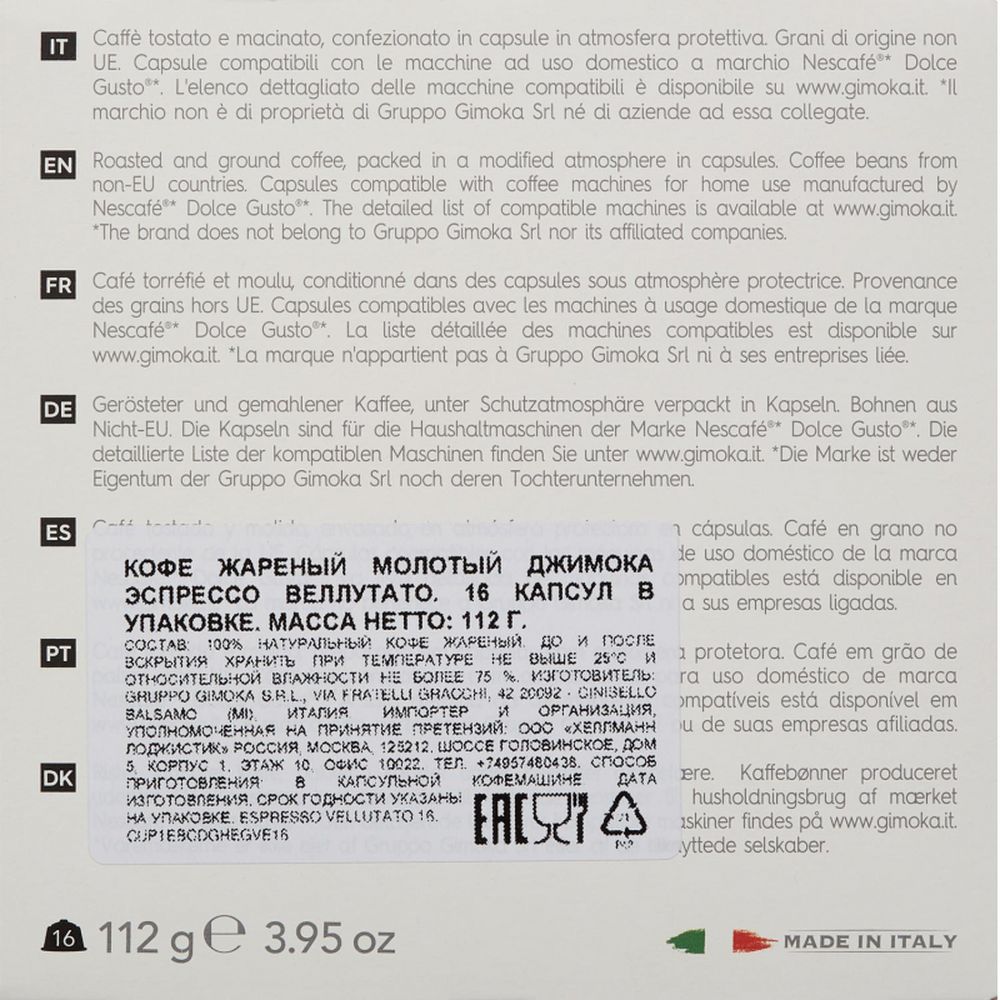 IT
Caffè tostato e macinato, confezionato in capsule in atmosfera protettiva. Grani di origine non
UE. Capsule compatibili con le macchine ad uso domestico a marchio Nescafé®* Dolce
Gusto®*. L'elenco dettagliato delle macchine compatibili è disponibile su www.gimoka.it. *Il
marchio non è di proprietà di Gruppo Gimoka Srl né di aziende ad essa collegate.
EN
Roasted and ground coffee, packed in a modified atmosphere in capsules. Coffee beans from
non-EU countries. Capsules compatible with coffee machines for home use manufactured by
Nescafé®* Dolce Gusto®*. The detailed list of compatible machines is available at www.gimoka.it.
*The brand does not belong to Gruppo Gimoka Srl nor its affiliated companies.
FR
Café torréfié et moulu, conditionné dans des capsules sous atmosphère protectrice. Provenance
des grains hors UE. Capsules compatibles avec les machines à usage domestique de la marque
Nescafé®* Dolce Gusto®*. La liste détaillée des machines compatibles est disponible sur
www.gimoka.it. *La marque n'appartient pas à Gruppo Gimoka Srl ni à ses entreprises liée.
DE
Gerösteter und gemahlener Kaffee, unter Schutzatmosphäre verpackt in Kapseln. Bohnen aus
Nicht-EU. Die Kapseln sind für die Haushaltmaschinen der Marke Nescafé®* Dolce Gusto®*. Die
detaillierte Liste der kompatiblen Maschinen finden Sie unter www.gimoka.it. *Die Marke ist weder
Eigentum der Gruppo Gimoka Srl noch deren Tochterunternehmen.
ES
Café tostado y molido, envasado en atmósfera protectora en cápsulas. Café en grano no
de uso doméstico de la marca
compatibles está disponible en
a sus empresas ligadas.
PT
protetora. Café em grão de
uso doméstico de marca
compatíveis está disponível em
ou de suas empresas afiliadas.
DK
Kaffebønner produceret
husholdningsbrug af mærket
findes på www.gimoka.it.
selskaber.
КОФЕ ЖАРЕНЫЙ МОЛОТЫЙ ДЖИМОКА
ЭСПРЕССО ВЕЛЛУТАТО. 16 КАПСУЛ В
УПАКОВКЕ. МАССА НЕТТО: 112 Г.
СОСТАВ: 100% НАТУРАЛЬНЫЙ КОФЕ ЖАРЕНЫЙ. ДО И ПОСЛЕ
ВСКРЫТИЯ ХРАНИТЬ ПРИ ТЕМПЕРАТУРЕ НЕ ВЫШЕ 25°С И
ОТНОСИТЕЛЬНОЙ ВЛАЖНОСТИ НЕ БОЛЕЕ 75 %. ИЗГОТОВИТЕЛЬ:
GRUPPO GIMOKA S.R.L., VIA FRATELLI GRACCHI, 42 20092 - CINISELLO
BALSAMO (MI), ИТАЛИЯ. ИМПОРТЕР И ОРГАНИЗАЦИЯ,
УПОЛНОМОЧЕННАЯ НА ПРИНЯТИЕ ПРЕТЕНЗИЙ: ООО «ХЕЛЛМАНН
ЛОДЖИСТИК» РОССИЯ, МОСКВА, 125212, ШОССЕ ГОЛОВИНСКОЕ, ДОМ
5, КОРПУС 1, ЭТАЖ 10, ОФИС 10022. ТЕЛ. +74957480438. СПОСОБ
ПРИГОТОВЛЕНИЯ: В КАПСУЛЬНОЙ КОФЕМАШИНЕ ДАТА
ИЗГОТОВЛЕНИЯ, СРОК ГОДНОСТИ УКАЗАНЫ
НА УПАКОВКЕ. ESPRESSO VELLUTATO 16.
EAC
16 112 g ℮ 3.95 oz
MADE IN ITALY